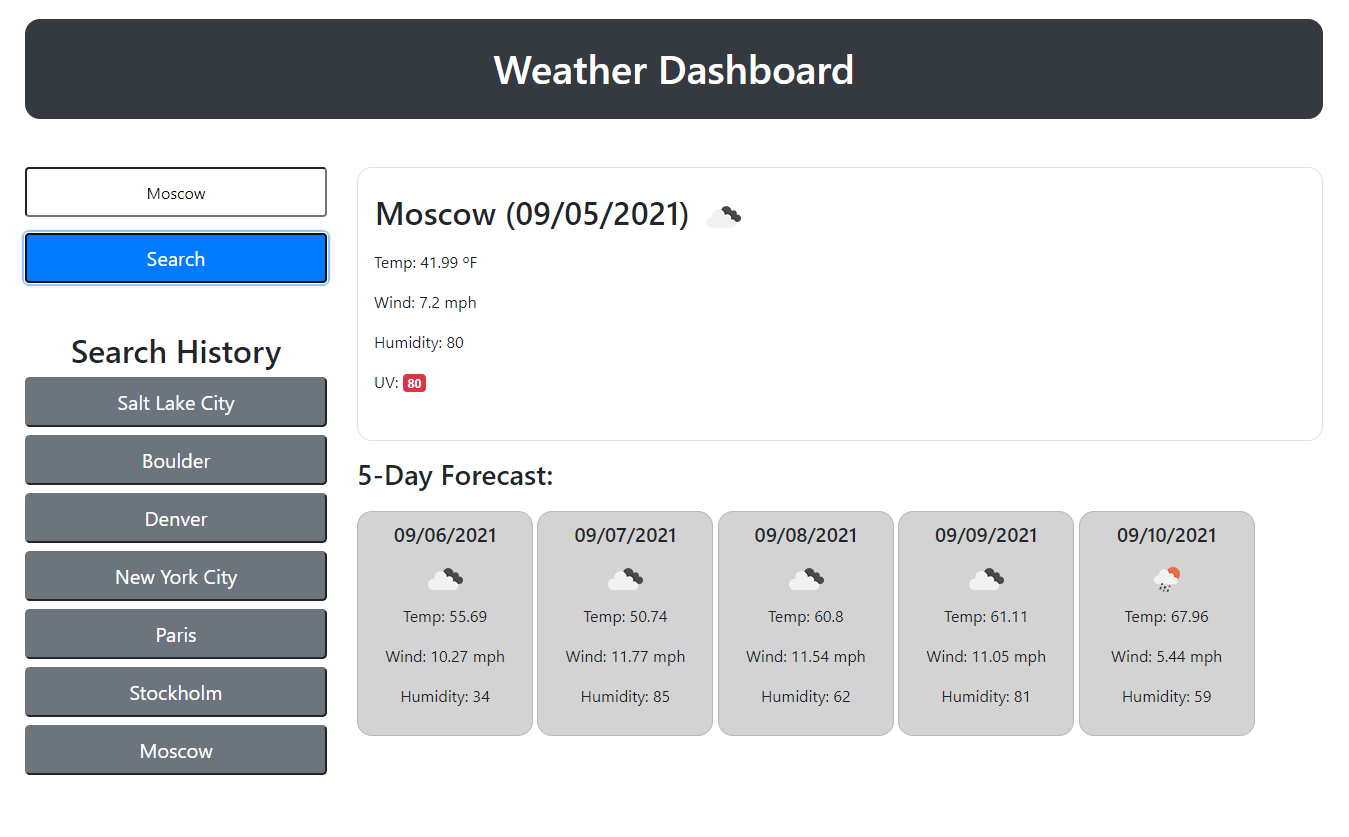 Weather Dashboard
Moscow
Search
Search History
Salt Lake City
Boulder
Denver
New York City
Paris
Stockholm
Moscow
Moscow (09/05/2021)
Temp: 41.99 °F
Wind: 7.2 mph
Humidity: 80
UV: 80
5-Day Forecast:
09/06/2021
Temp: 55.69
Wind: 10.27 mph
Humidity: 34
09/07/2021
Temp: 50.74
Wind: 11.77 mph
Humidity: 85
09/08/2021
Temp: 60.8
Wind: 11.54 mph
Humidity: 62
09/09/2021
Temp: 61.11
Wind: 11.05 mph
Humidity: 81
09/10/2021
Temp: 67.96
Wind: 5.44 mph
Humidity: 59